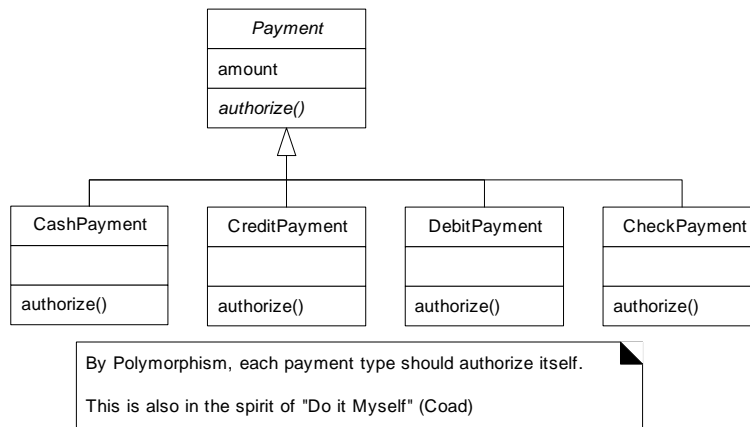 Payment
amount
authorize()
CashPayment
CreditPayment
DebitPayment
CheckPayment
authorize()
authorize()
authorize()
authorize()
By Polymorphism, each payment type should authorize itself.
This is also in the spirit of "Do it Myself" (Coad)